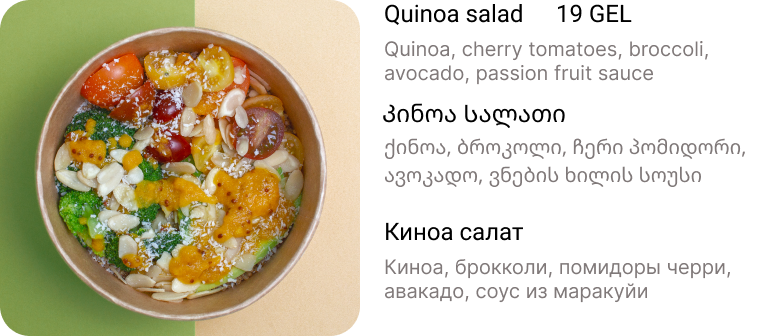 Quinoa salad 19 GEL
Quinoa, cherry tomatoes, broccoli,
avocado, passion fruit sauce
კინოა სალათი
ქინოა, ბროკოლი, ჩერი პომიდორი,
ავოკადო, ვნების ხილის სოუსი
Киноа салат
Киноа, брокколи, помидоры черри,
авакадо, соус из маракуйи